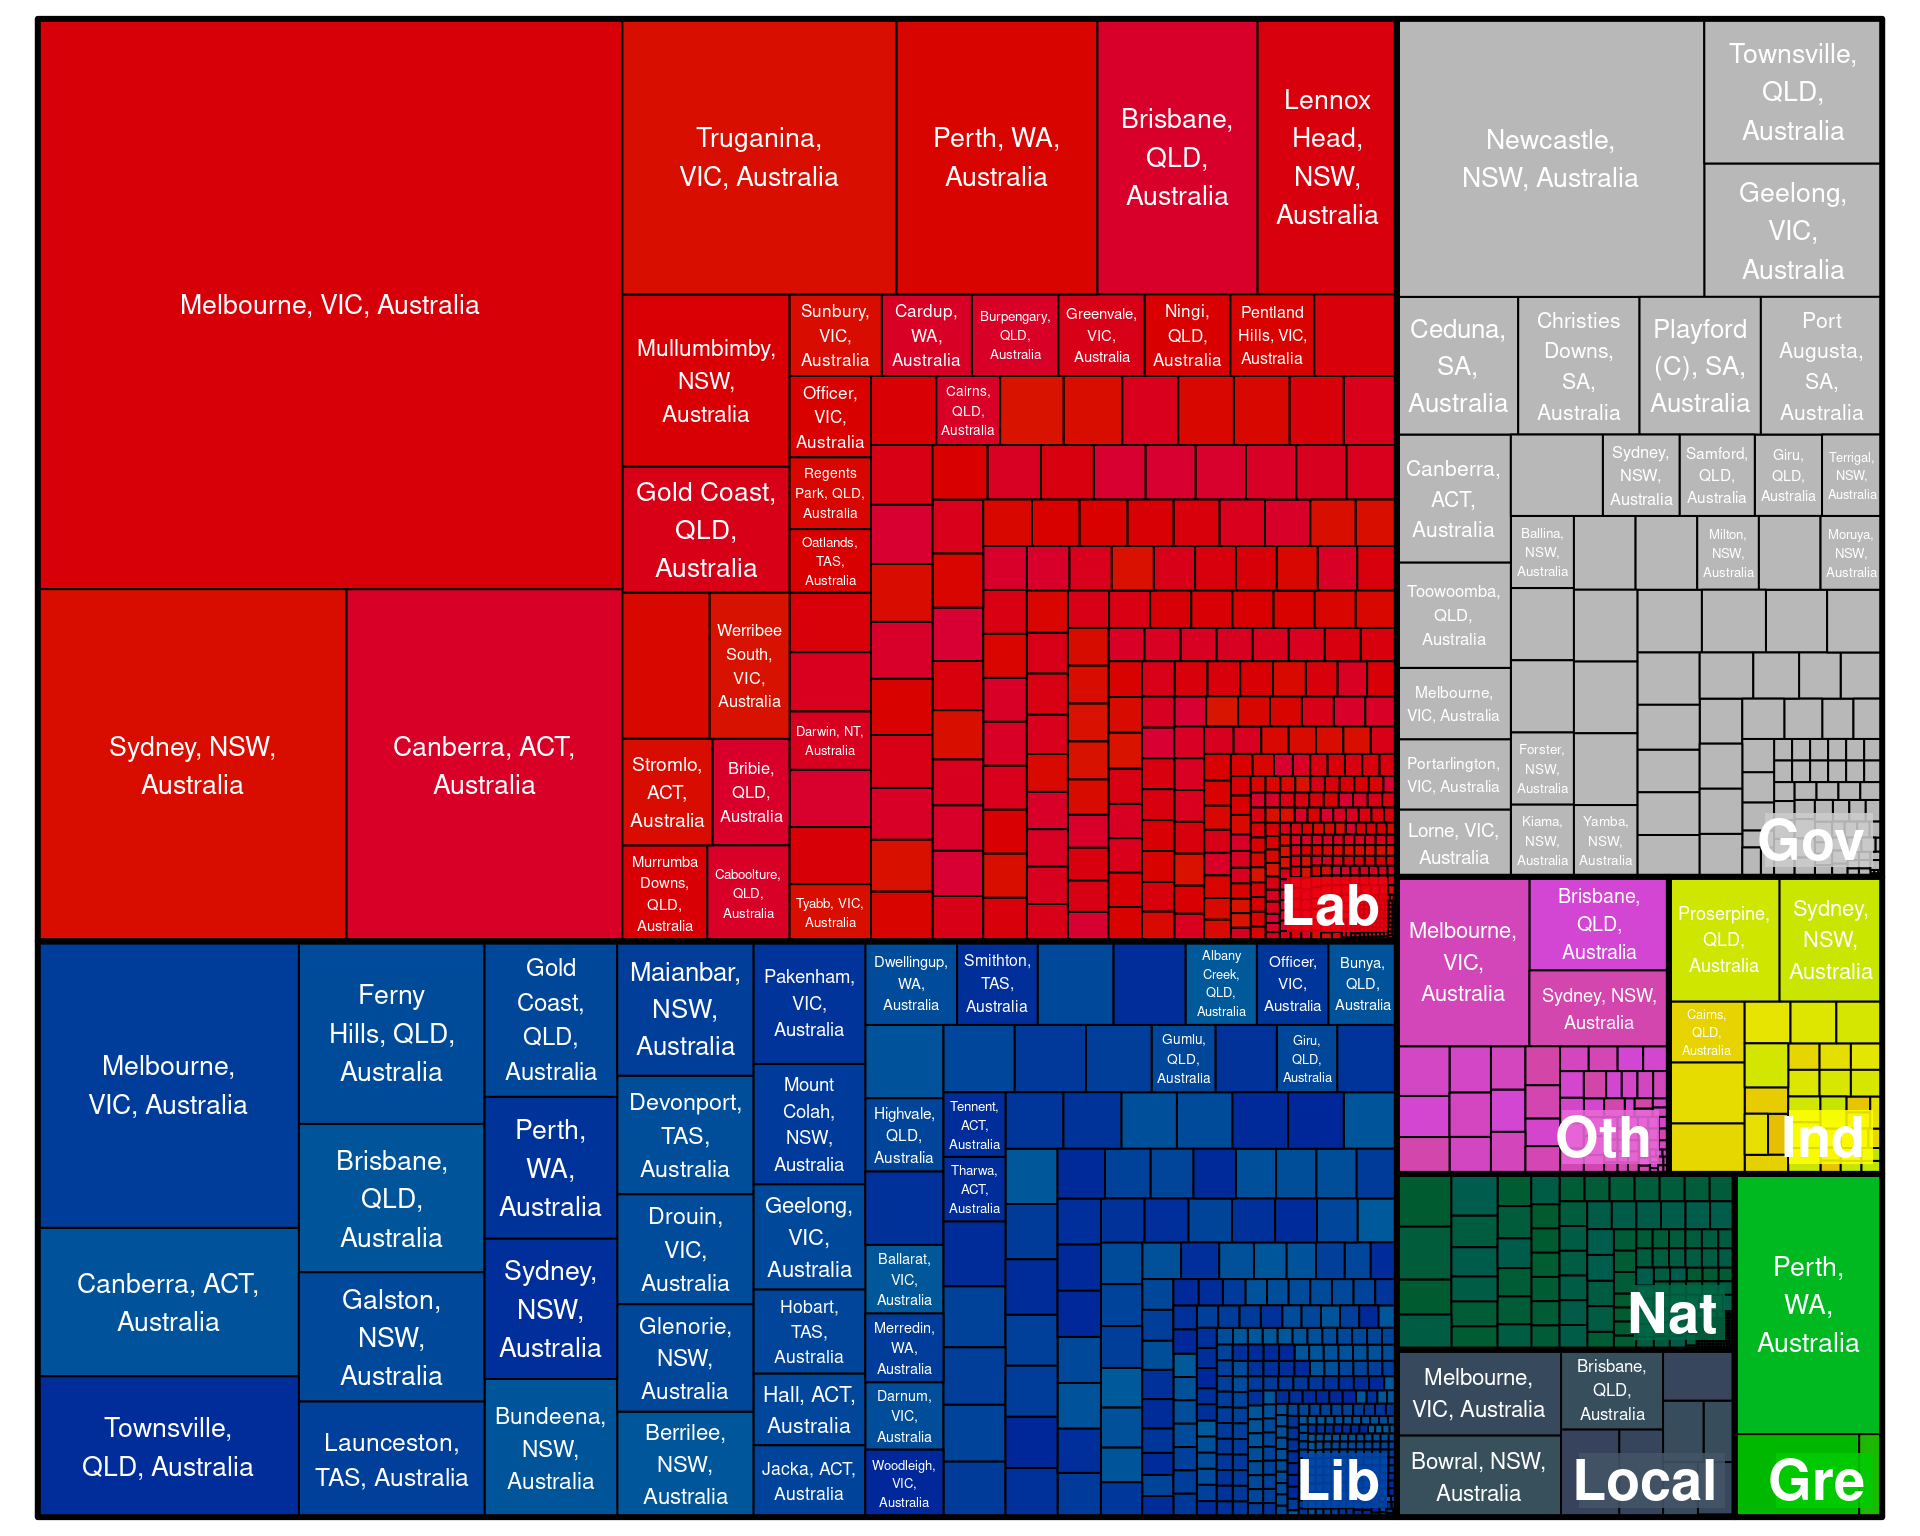 Melbourne, VIC, Australia
Sydney, NSW,
Australia
Canberra, ACT,
Australia
Truganina,
VIC, Australia
Perth, WA,
Australia
Brisbane,
QLD,
Australia
Lennox
Head,
NSW,
Australia
Mullumbimby,
NSW,
Australia
Gold Coast,
QLD,
Australia
Sunbury,
VIC,
Australia
Cardup,
WA,
Australia
Burpengary,
QLD,
Australia
Greenvale,
VIC,
Australia
Ningi,
QLD,
Australia
Pentland
Hills, VIC,
Australia
Officer,
VIC,
Australia
Cairns,
QLD,
Australia
Regents
Park, QLD,
Australia
Oatlands,
TAS,
Australia
Werribee
South,
VIC,
Australia
Stromlo,
ACT,
Australia
Bribie,
QLD,
Australia
Darwin, NT,
Australia
Murrumba
Downs,
QLD,
Australia
Caboolture,
QLD,
Australia
Tyabb, VIC,
Australia
Lab
Newcastle,
NSW, Australia
Townsville,
QLD,
Australia
Geelong,
VIC,
Australia
Ceduna,
SA,
Australia
Christies
Downs,
SA,
Australia
Playford
(C), SA,
Australia
Port
Augusta,
SA,
Australia
Canberra,
ACT,
Australia
Sydney,
NSW,
Australia
Samford,
QLD,
Australia
Giru,
QLD,
Australia
Terrigal,
NSW,
Australia
Ballina,
NSW,
Australia
Milton,
NSW,
Australia
Moruya,
NSW,
Australia
Toowoomba,
QLD,
Australia
Melbourne,
VIC, Australia
Portarlington,
VIC, Australia
Forster,
NSW,
Australia
Lorne, VIC,
Australia
Kiama,
NSW,
Australia
Yamba,
NSW,
Australia
Gov
Melbourne,
VIC, Australia
Canberra, ACT,
Australia
Townsville,
QLD, Australia
Ferny
Hills, QLD,
Australia
Brisbane,
QLD,
Australia
Galston,
NSW,
Australia
Launceston,
TAS, Australia
Gold
Coast,
QLD,
Australia
Perth,
WA,
Australia
Sydney,
NSW,
Australia
Bundeena,
NSW,
Australia
Maianbar,
NSW,
Australia
Devonport,
TAS,
Australia
Drouin,
VIC,
Australia
Glenorie,
NSW,
Australia
Berrilee,
NSW,
Australia
Pakenham,
VIC,
Australia
Mount
Colah,
NSW,
Australia
Geelong,
VIC,
Australia
Hobart,
TAS,
Australia
Hall, ACT,
Australia
Jacka, ACT,
Australia
Dwellingup,
WA,
Australia
Smithton,
TAS,
Australia
Albany
Creek,
QLD,
Australia
Officer,
VIC,
Australia
Bunya,
QLD,
Australia
Gumlu,
QLD,
Australia
Giru,
QLD,
Australia
Highvale,
QLD,
Australia
Tennent,
ACT,
Australia
Tharwa,
ACT,
Australia
Ballarat,
VIC,
Australia
Merredin,
WA,
Australia
Darnum,
VIC,
Australia
Woodleigh,
VIC,
Australia
Lib
Melbourne,
VIC,
Australia
Brisbane,
QLD,
Australia
Sydney, NSW,
Australia
Oth
Proserpine,
QLD,
Australia
Sydney,
NSW,
Australia
Cairns,
QLD,
Australia
Ind
Nat
Melbourne,
VIC, Australia
Brisbane,
QLD,
Australia
Bowral, NSW,
Australia
Local
Perth,
WA,
Australia
Gre